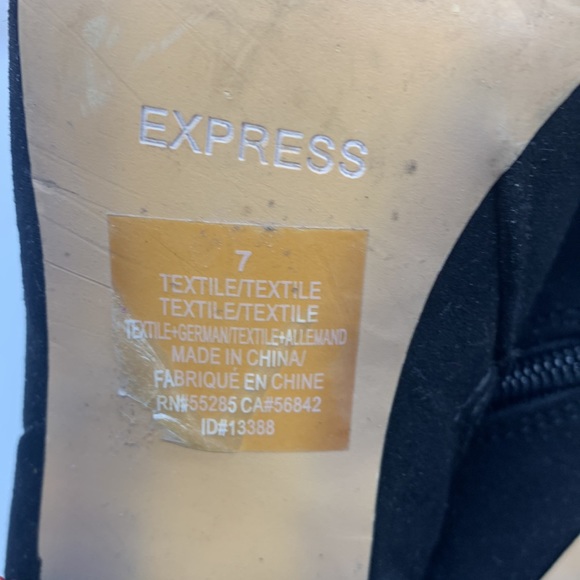 EXPRESS
7
TEXTILE/TEXTILE
TEXTILE/TEXTILE
TEXTILE+GERMAN/TEXTILE+ALLEMAND
MADE IN CHINA/
FABRIQUÉ EN CHINE
RN#55285 CA#56842
ID#13388